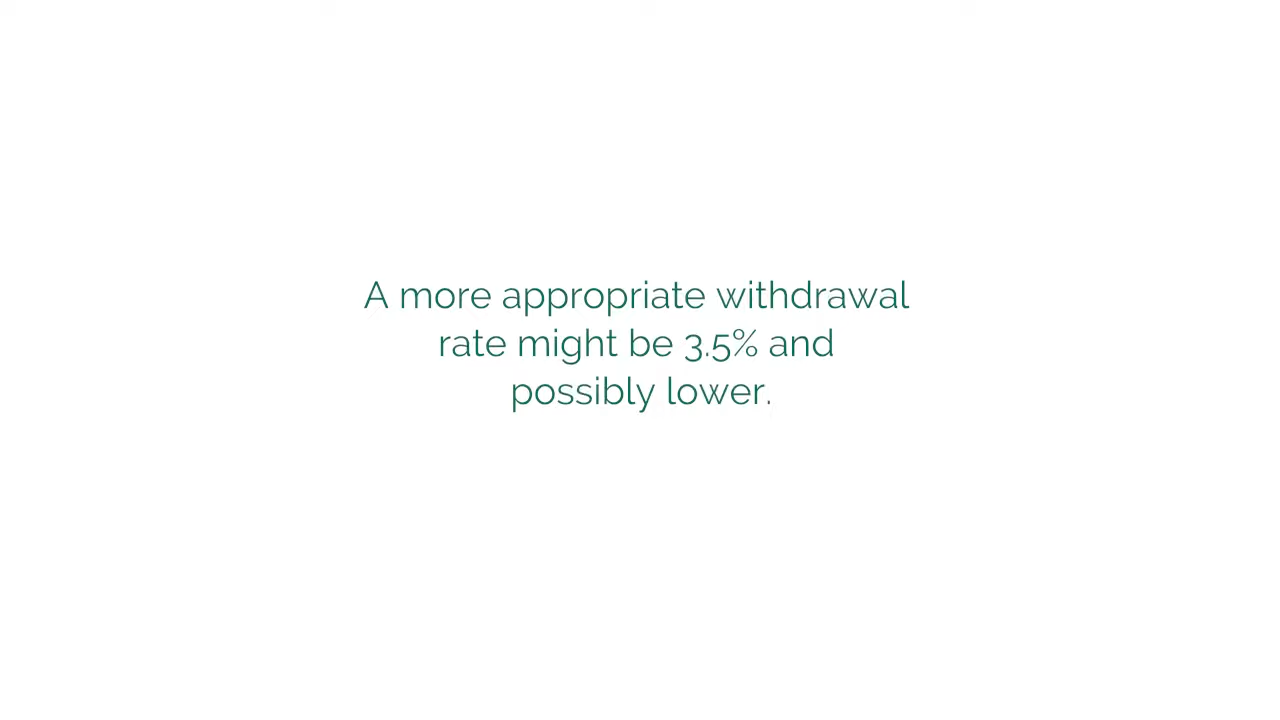 A more appropriate withdrawal
rate might be 3.5% and
possibly lower.